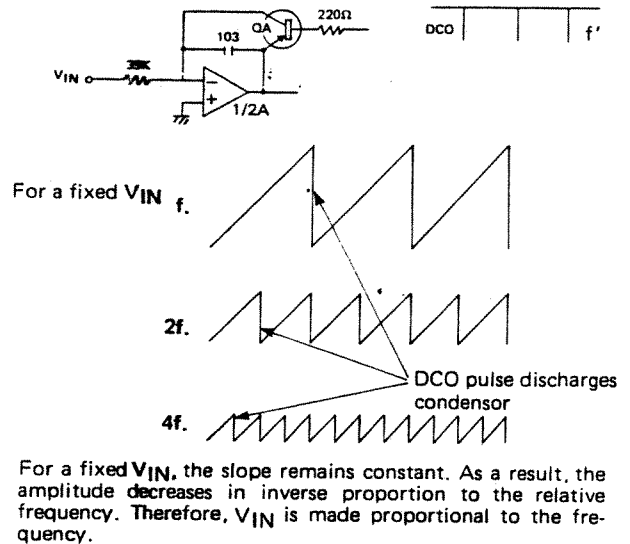 QA
220Ω
103
DCO
f'
VIN
39K
−
+
1/2A
For a fixed VIN f.
2f.
DCO pulse discharges
condensor
4f.
For a fixed VIN, the slope remains constant. As a result, the
amplitude decreases in inverse proportion to the relative
frequency. Therefore, VIN is made proportional to the fre-
quency.